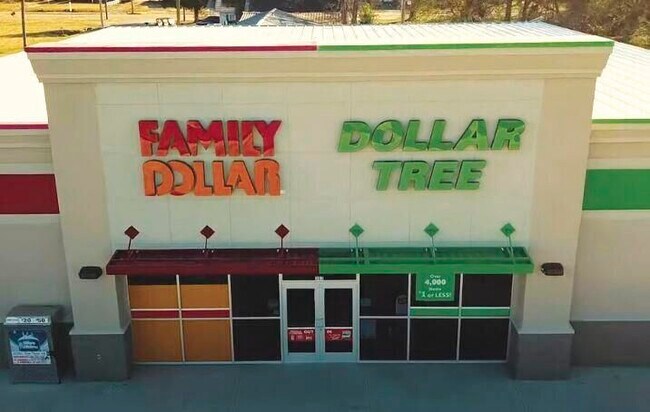 FAMILY
DOLLAR
DOLLAR
TREE
Over
4,000
Items
$1 or LESS!